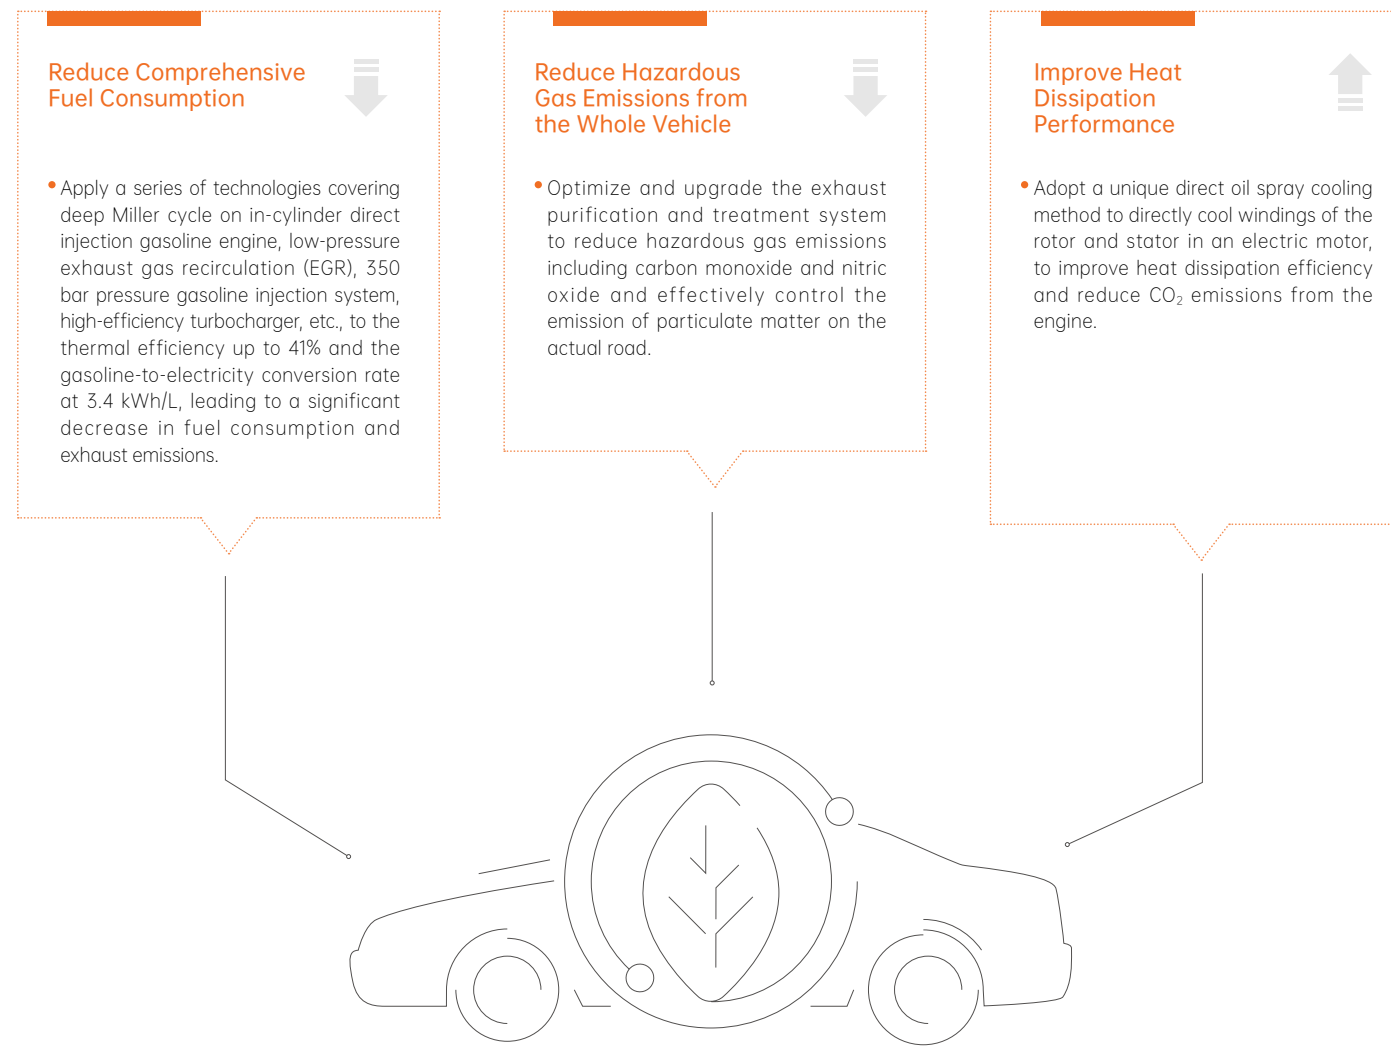 Reduce Comprehensive
Fuel Consumption
• Apply a series of technologies covering
deep Miller cycle on in-cylinder direct
injection gasoline engine, low-pressure
exhaust gas recirculation (EGR), 350
bar pressure gasoline injection system,
high-efficiency turbocharger, etc., to the
thermal efficiency up to 41% and the
gasoline-to-electricity conversion rate
at 3.4 kWh/L, leading to a significant
decrease in fuel consumption and
exhaust emissions.
Reduce Hazardous
Gas Emissions from
the Whole Vehicle
• Optimize and upgrade the exhaust
purification and treatment system
to reduce hazardous gas emissions
including carbon monoxide and nitric
oxide and effectively control the
emission of particulate matter on the
actual road.
Improve Heat
Dissipation
Performance
• Adopt a unique direct oil spray cooling
method to directly cool windings of the
rotor and stator in an electric motor,
to improve heat dissipation efficiency
and reduce CO₂ emissions from the
engine.